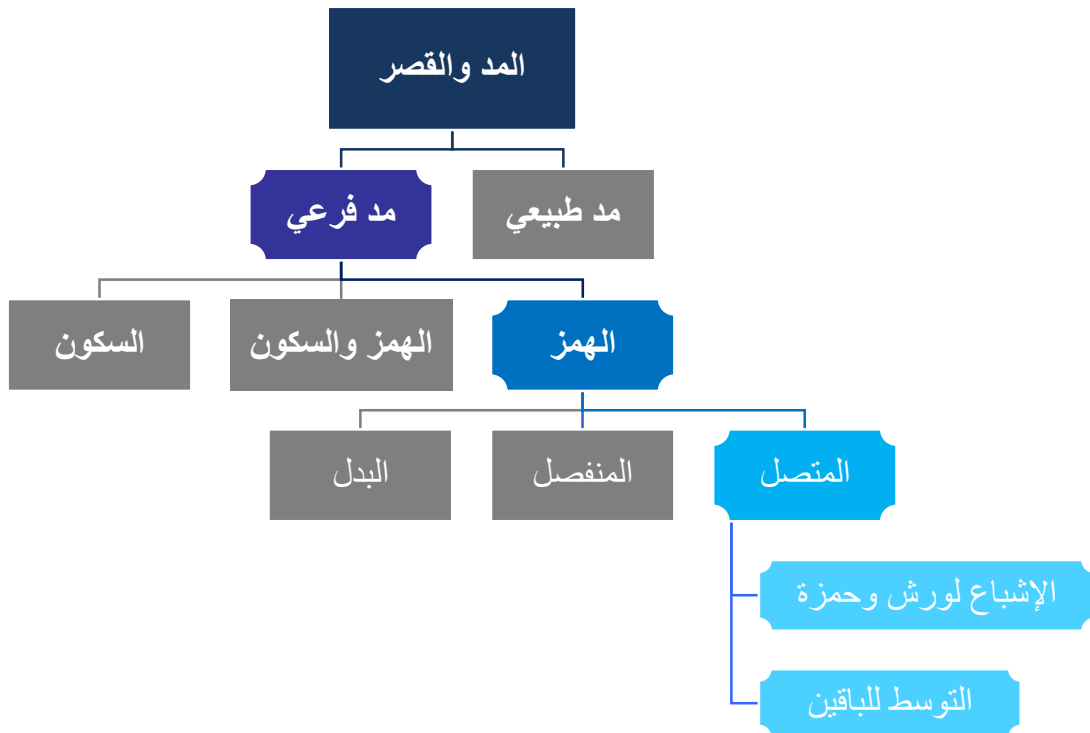 المد والقصر
مد طبيعي
مد فرعي
الهمز
الهمز والسكون
السكون
المتصل
المنفصل
البدل
الإشباع لورش وحمزة
التوسط للباقين